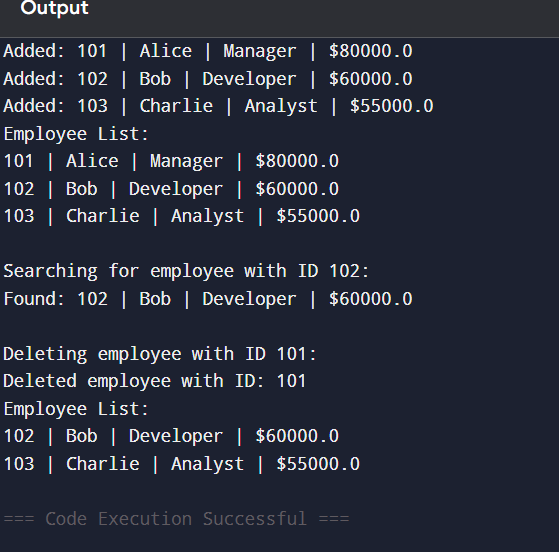 Output
Added: 101 | Alice | Manager | $80000.0
Added: 102 | Bob | Developer | $60000.0
Added: 103 | Charlie | Analyst | $55000.0
Employee List:
101 | Alice | Manager | $80000.0
102 | Bob | Developer | $60000.0
103 | Charlie | Analyst | $55000.0
Searching for employee with ID 102:
Found: 102 | Bob | Developer | $60000.0
Deleting employee with ID 101:
Deleted employee with ID: 101
Employee List:
102 | Bob | Developer | $60000.0
103 | Charlie | Analyst | $55000.0
=== Code Execution Successful ===